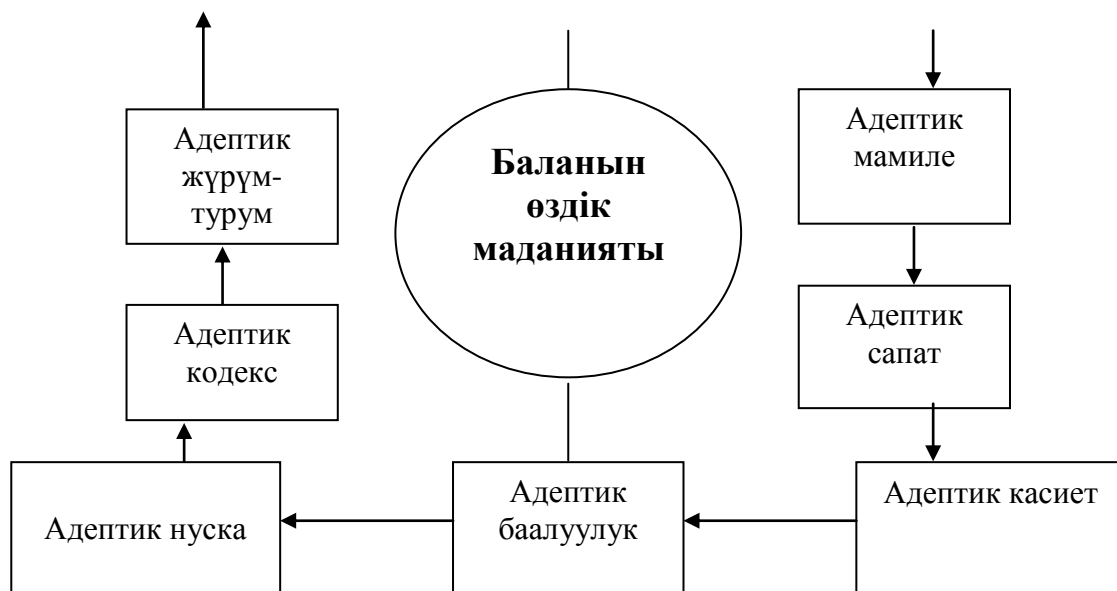 Адептик
жүрүм-
турум
Баланын
өздік
маданияты
Адептик
мамиле
Адептик
кодекс
Адептик
сапат
Адептик нуска
Адептик
баалуулук
Адептик касиет